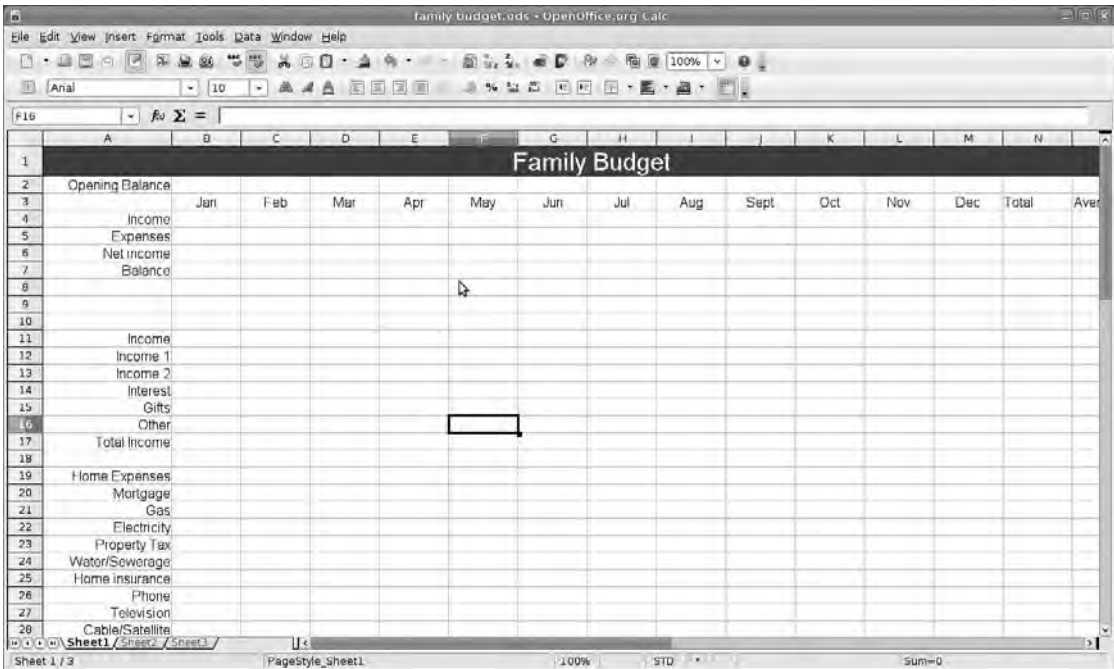 family Budget.ods - OpenOffice.org Calc
File Edit View Insert Format Tools Data Window Help
100%
Arial 10
F16 Σ =
A B C D E F G H I J K L M N
1 Family Budget
2 Opening Balance
3 Jan Feb Mar Apr May Jun Jul Aug Sept Oct Nov Dec Total Aver
4 Income
5 Expenses
6 Net income
7 Balance
8
9
10
11 Income
12 Income 1
13 Income 2
14 Interest
15 Gifts
16 Other
17 Total Income
18
19 Home Expenses
20 Mortgage
21 Gas
22 Electricity
23 Property Tax
24 Water/Sewerage
25 Home insurance
26 Phone
27 Television
28 Cable/Satellite
Sheet1 Sheet2 Sheet3
Sheet 1 / 3 PageStyle_Sheet1 100% STD * Sum=0